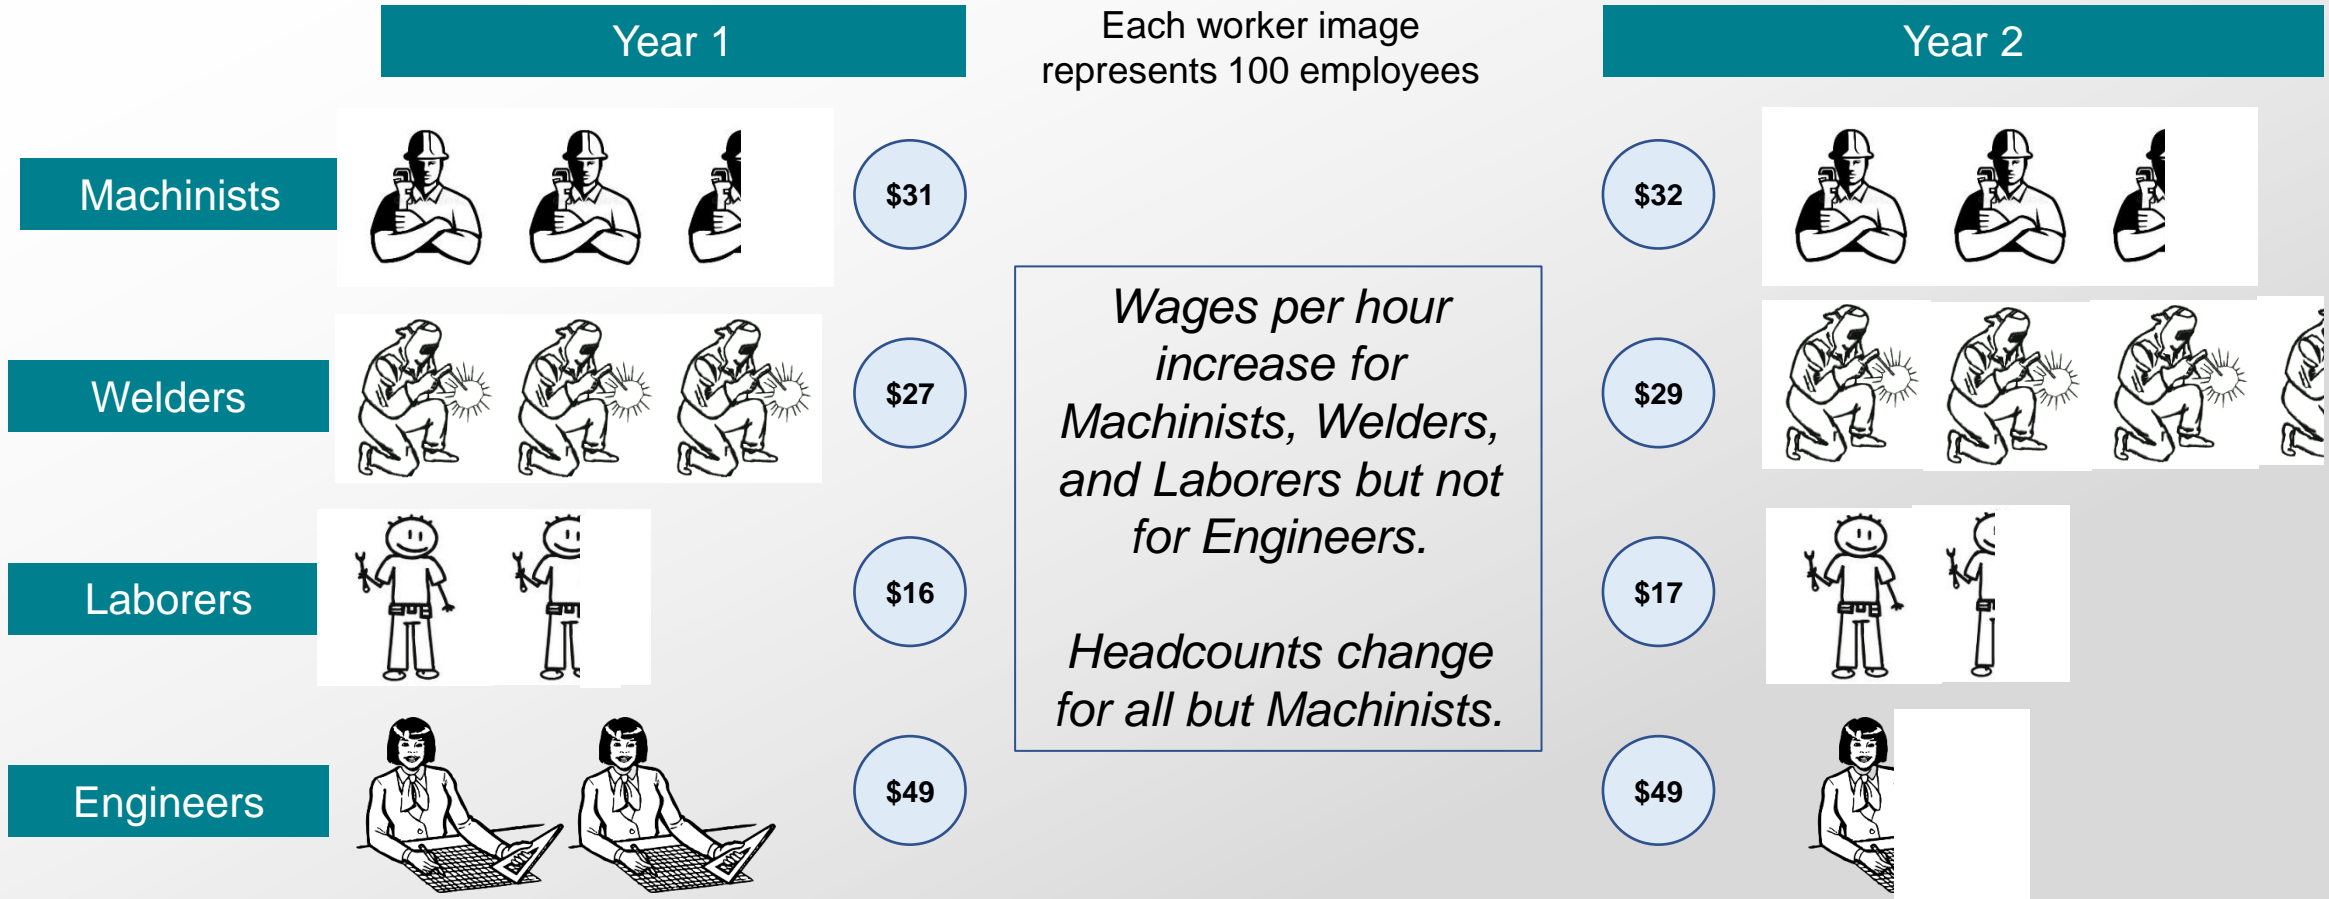 Year 1
Each worker image
represents 100 employees
Year 2
Machinists
$31
$32
Wages per hour
increase for
Machinists, Welders,
and Laborers but not
for Engineers.
Headcounts change
for all but Machinists.
Welders
$27
$29
Laborers
$16
$17
Engineers
$49
$49